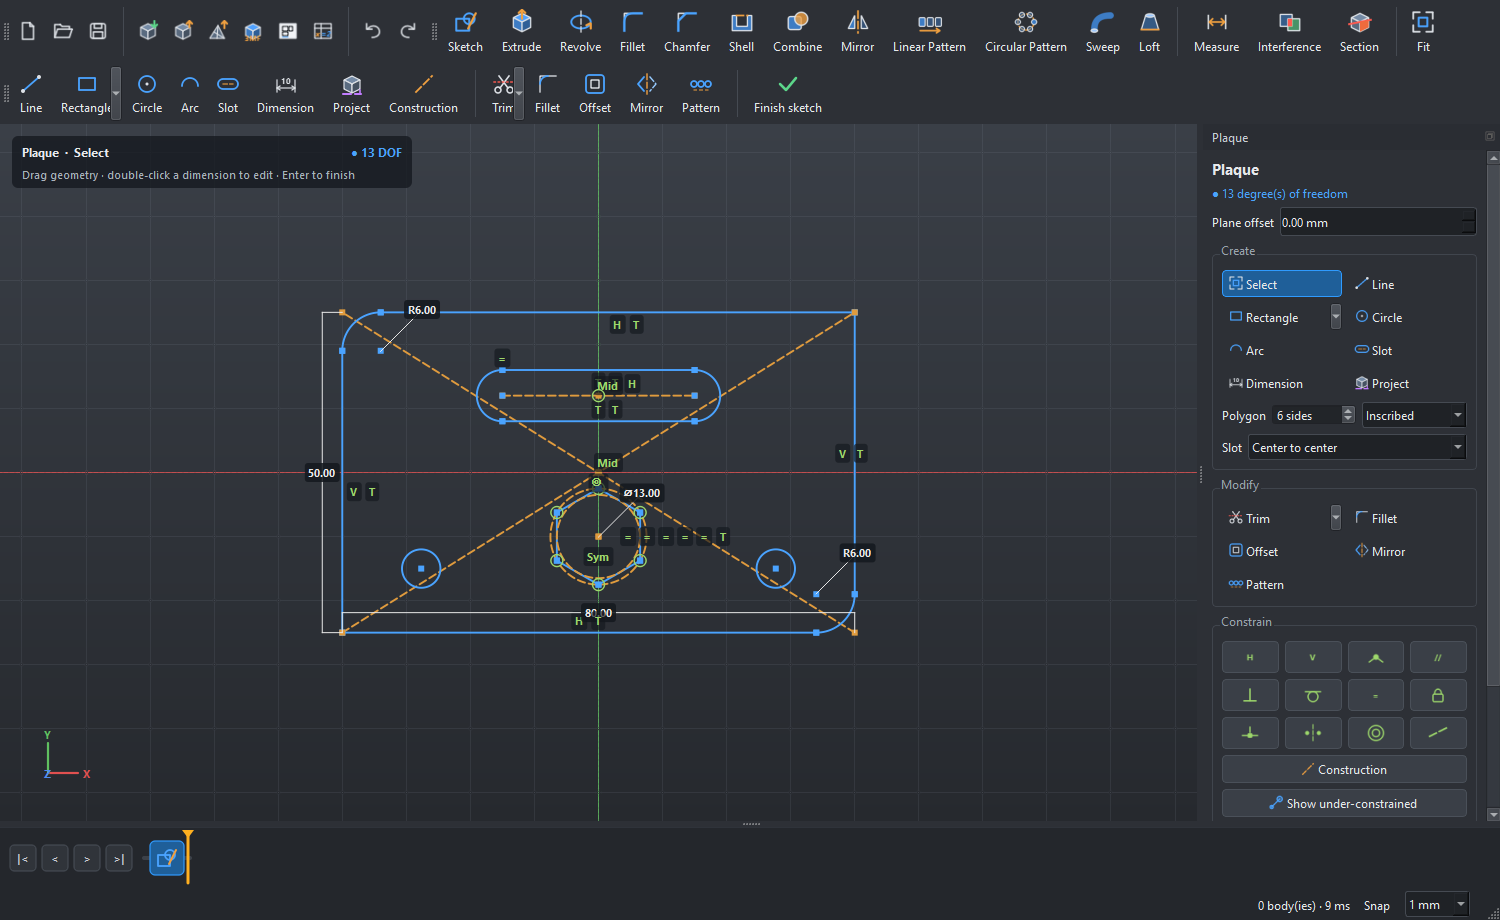 Sketch
Extrude
Revolve
Fillet
Chamfer
Shell
Combine
Mirror
Linear Pattern
Circular Pattern
Sweep
Loft
Measure
Interference
Section
Fit
Line
Rectangle
Circle
Arc
Slot
Dimension
Project
Construction
Trim
Fillet
Offset
Mirror
Pattern
Finish sketch
Plaque · Select
● 13 DOF
Drag geometry · double-click a dimension to edit · Enter to finish
R6.00
H T
=
Mid H
T T
V T
Mid
50.00
V T
⌀13.00
= = = = = T
Sym
R6.00
80.00
H T
Y
Z X
Plaque
Plaque
● 13 degree(s) of freedom
Plane offset 0.00 mm
Create
Select
Line
Rectangle
Circle
Arc
Slot
Dimension
Project
Polygon 6 sides Inscribed
Slot Center to center
Modify
Trim
Fillet
Offset
Mirror
Pattern
Constrain
H V //
=
Construction
Show under-constrained
|< < > >|
0 body(ies) · 9 ms Snap 1 mm